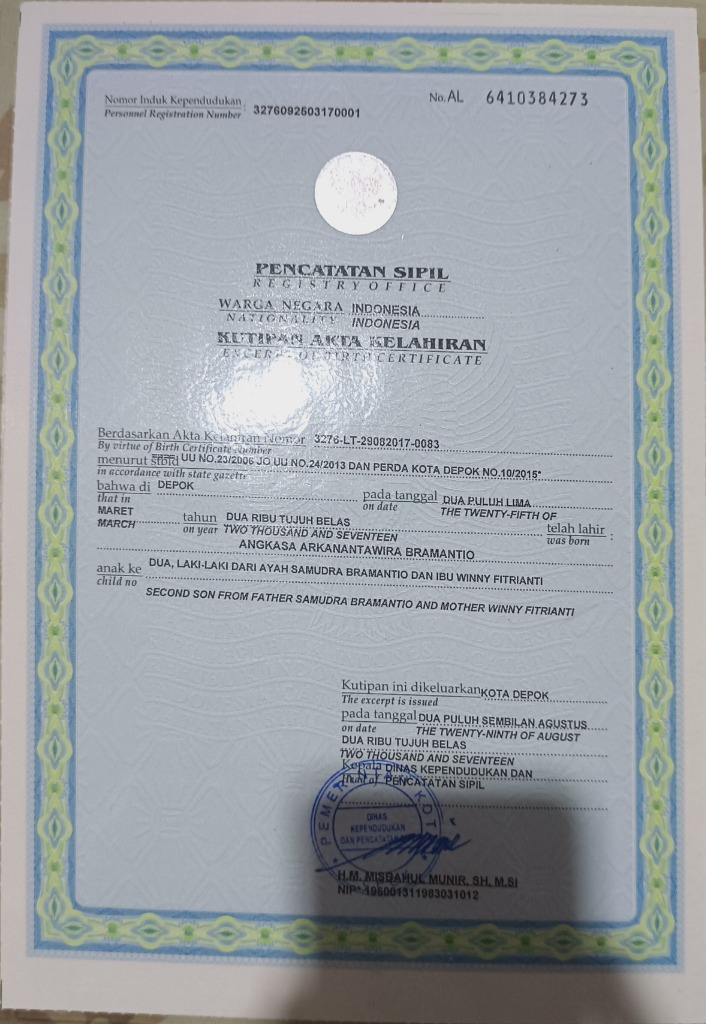 Nomor Induk Kependudukan : 3276092503170001
Personnel Registration Number
No. AL 6410384273
PENCATATAN SIPIL
REGISTRY OFFICE
WARGA NEGARA INDONESIA
NATIONALITY INDONESIA
KUTIPAN AKTA KELAHIRAN
EXCERPT OF BIRTH CERTIFICATE
Berdasarkan Akta Kelahiran Nomor 3276-LT-29082017-0083
By virtue of Birth Certificate Number
menurut stbld UU NO.23/2006 JO UU NO.24/2013 DAN PERDA KOTA DEPOK NO.10/2015*
in accordance with state gazette
bahwa di DEPOK pada tanggal DUA PULUH LIMA
that in on date THE TWENTY-FIFTH OF
MARET tahun DUA RIBU TUJUH BELAS telah lahir :
MARCH on year TWO THOUSAND AND SEVENTEEN was born
ANGKASA ARKANANTAWIRA BRAMANTIO
anak ke DUA, LAKI-LAKI DARI AYAH SAMUDRA BRAMANTIO DAN IBU WINNY FITRIANTI
child no
SECOND SON FROM FATHER SAMUDRA BRAMANTIO AND MOTHER WINNY FITRIANTI
Kutipan ini dikeluarkan KOTA DEPOK
The excerpt is issued
pada tanggal DUA PULUH SEMBILAN AGUSTUS
on date THE TWENTY-NINTH OF AUGUST
DUA RIBU TUJUH BELAS
TWO THOUSAND AND SEVENTEEN
Kepala DINAS KEPENDUDUKAN DAN
PENCATATAN SIPIL
DINAS
KEPENDUDUKAN
DAN PENCATATAN
H.M. MISBAHUL MUNIR, SH, M.SI
NIP. 196001311983031012